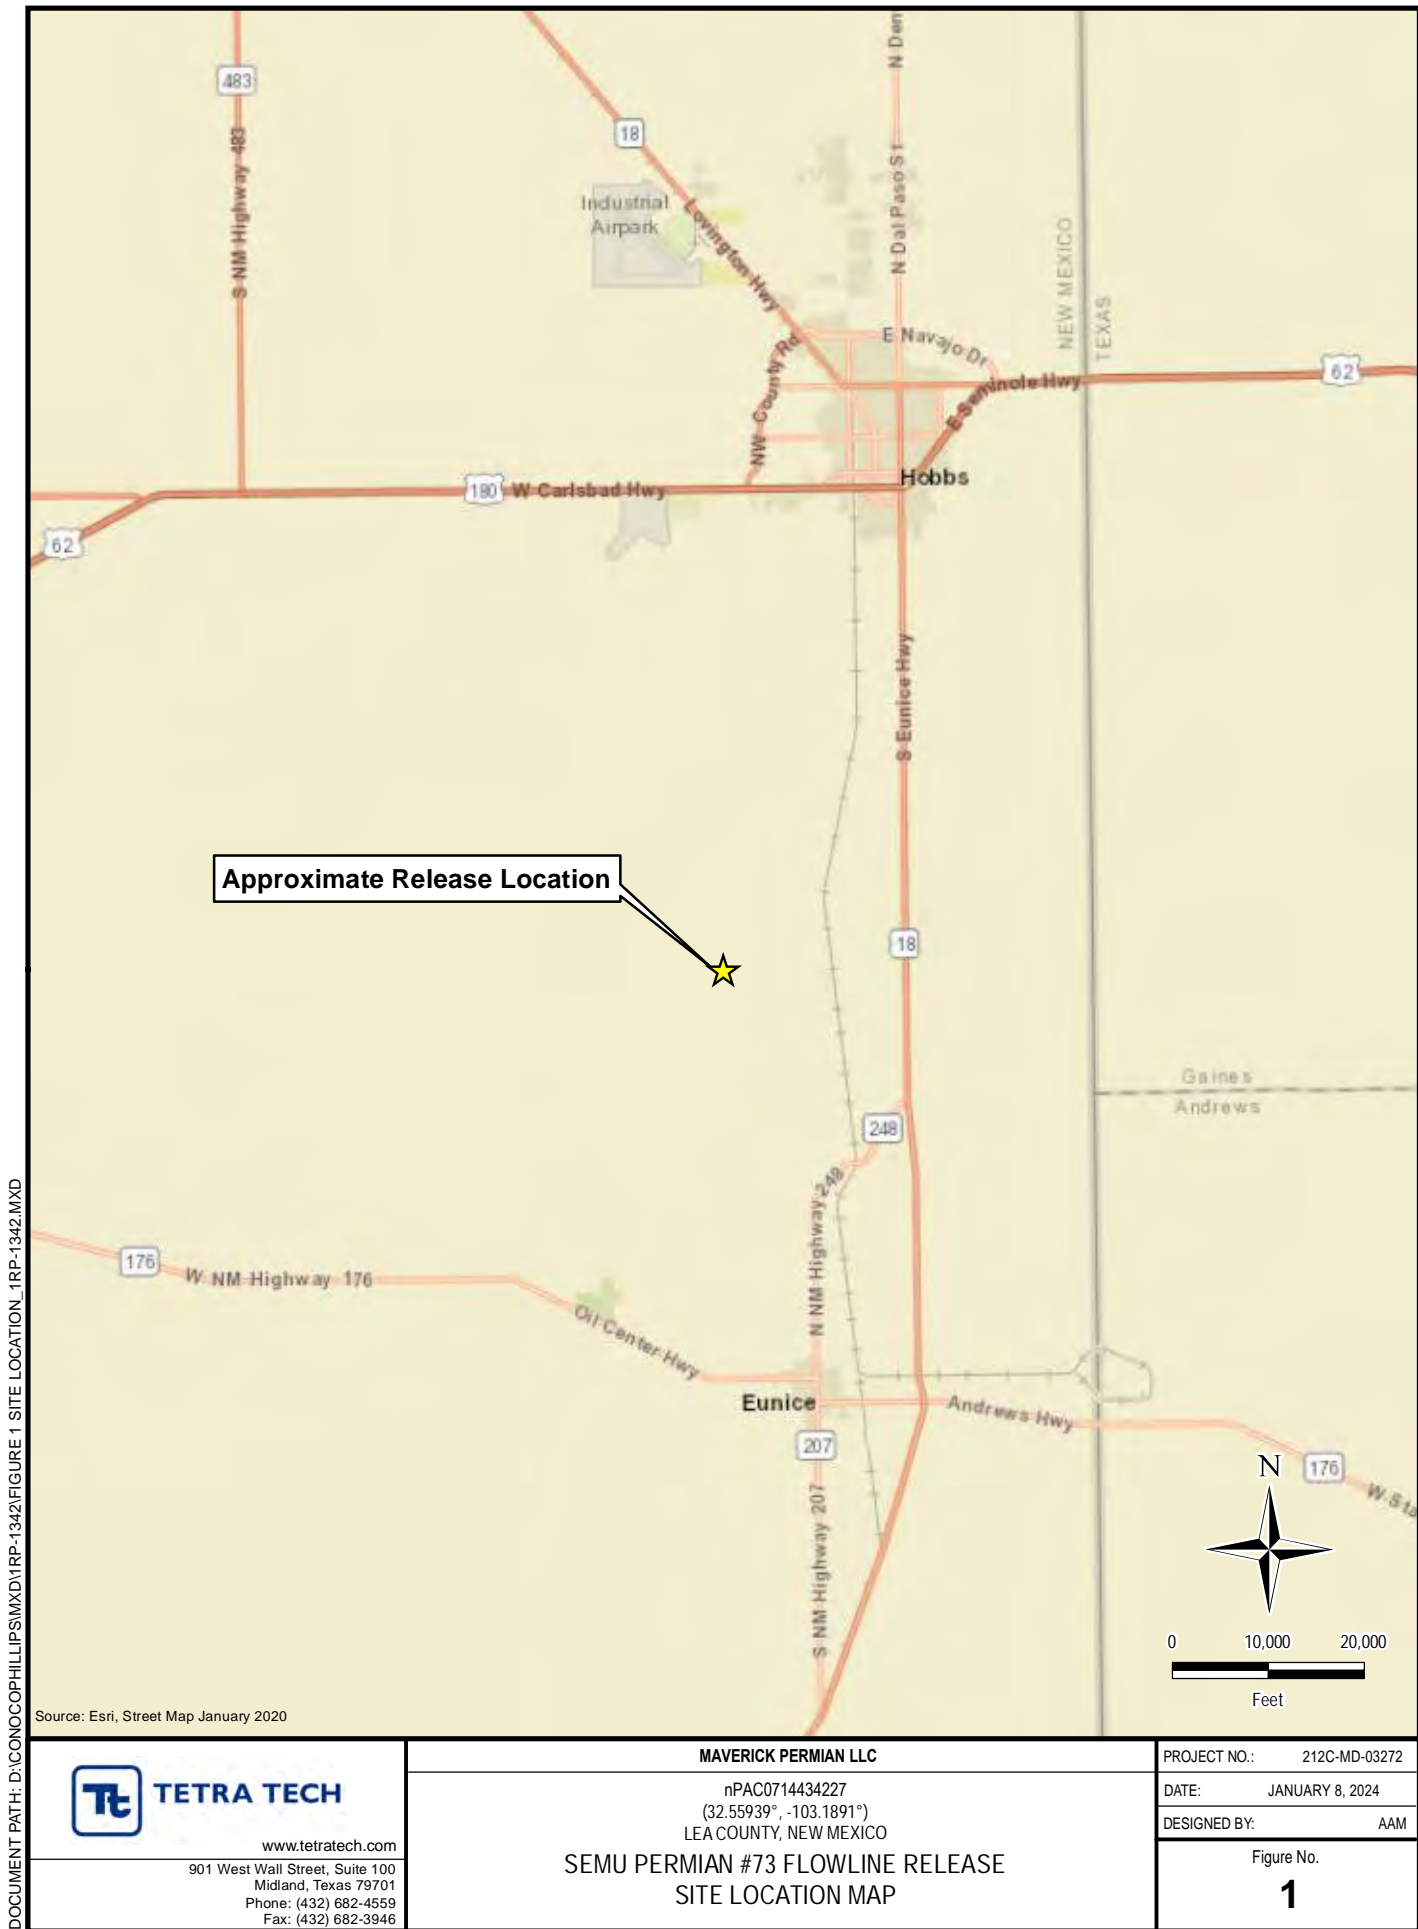 483
S NM Highway 483
18
N Dal Paso St
Industrial
Airpark
Lovington Hwy
NEW MEXICO
TEXAS
E Navajo Dr
NW County Rd
E Seminole Hwy
62
Hobbs
180
W Carlsbad Hwy
62
S Eunice Hwy
Approximate Release Location
18
Gaines
Andrews
248
N NM Highway 248
176
W NM Highway 176
Oil Center Hwy
Eunice
Andrews Hwy
207
S NM Highway 207
176
N
0 10,000 20,000
Feet
Source: Esri, Street Map January 2020
DOCUMENT PATH: D:\CONOCOPHILLIPS\MXD\1RP-1342\FIGURE 1 SITE LOCATION_1RP-1342.MXD
Tt TETRA TECH
www.tetratech.com
901 West Wall Street, Suite 100
Midland, Texas 79701
Phone: (432) 682-4559
Fax: (432) 682-3946
MAVERICK PERMIAN LLC
nPAC0714434227
(32.55939°, -103.1891°)
LEA COUNTY, NEW MEXICO
SEMU PERMIAN #73 FLOWLINE RELEASE
SITE LOCATION MAP
PROJECT NO.: 212C-MD-03272
DATE: JANUARY 8, 2024
DESIGNED BY: AAM
Figure No.
1